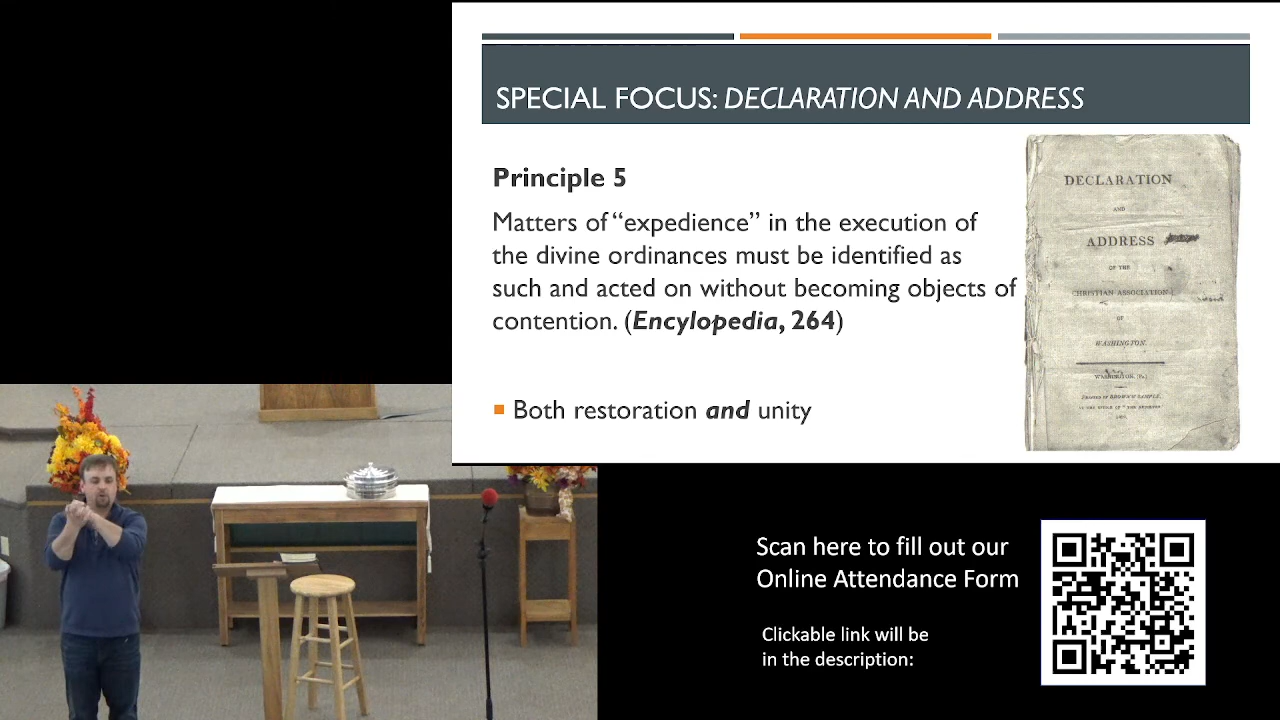 SPECIAL FOCUS: DECLARATION AND ADDRESS
Principle 5
Matters of “expedience” in the execution of
the divine ordinances must be identified as
such and acted on without becoming objects of
contention. (Encylopedia, 264)
Both restoration and unity
DECLARATION
AND
ADDRESS
OF THE
CHRISTIAN ASSOCIATION
OF
WASHINGTON.
Scan here to fill out our
Online Attendance Form
Clickable link will be
in the description: